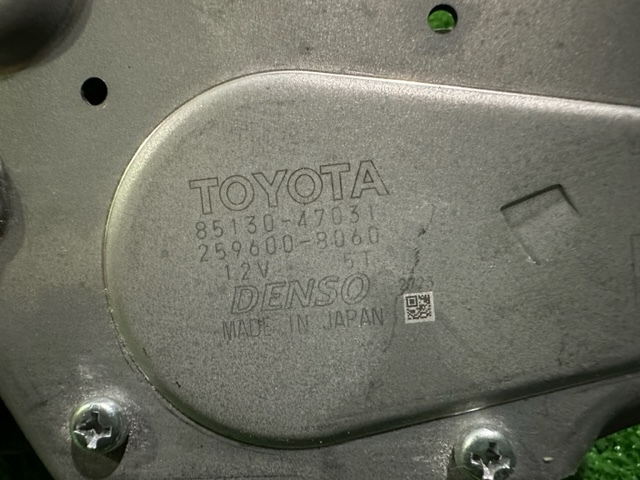 TOYOTA
85130-47031
259600-8060
12V 5T
DENSO
MADE IN JAPAN